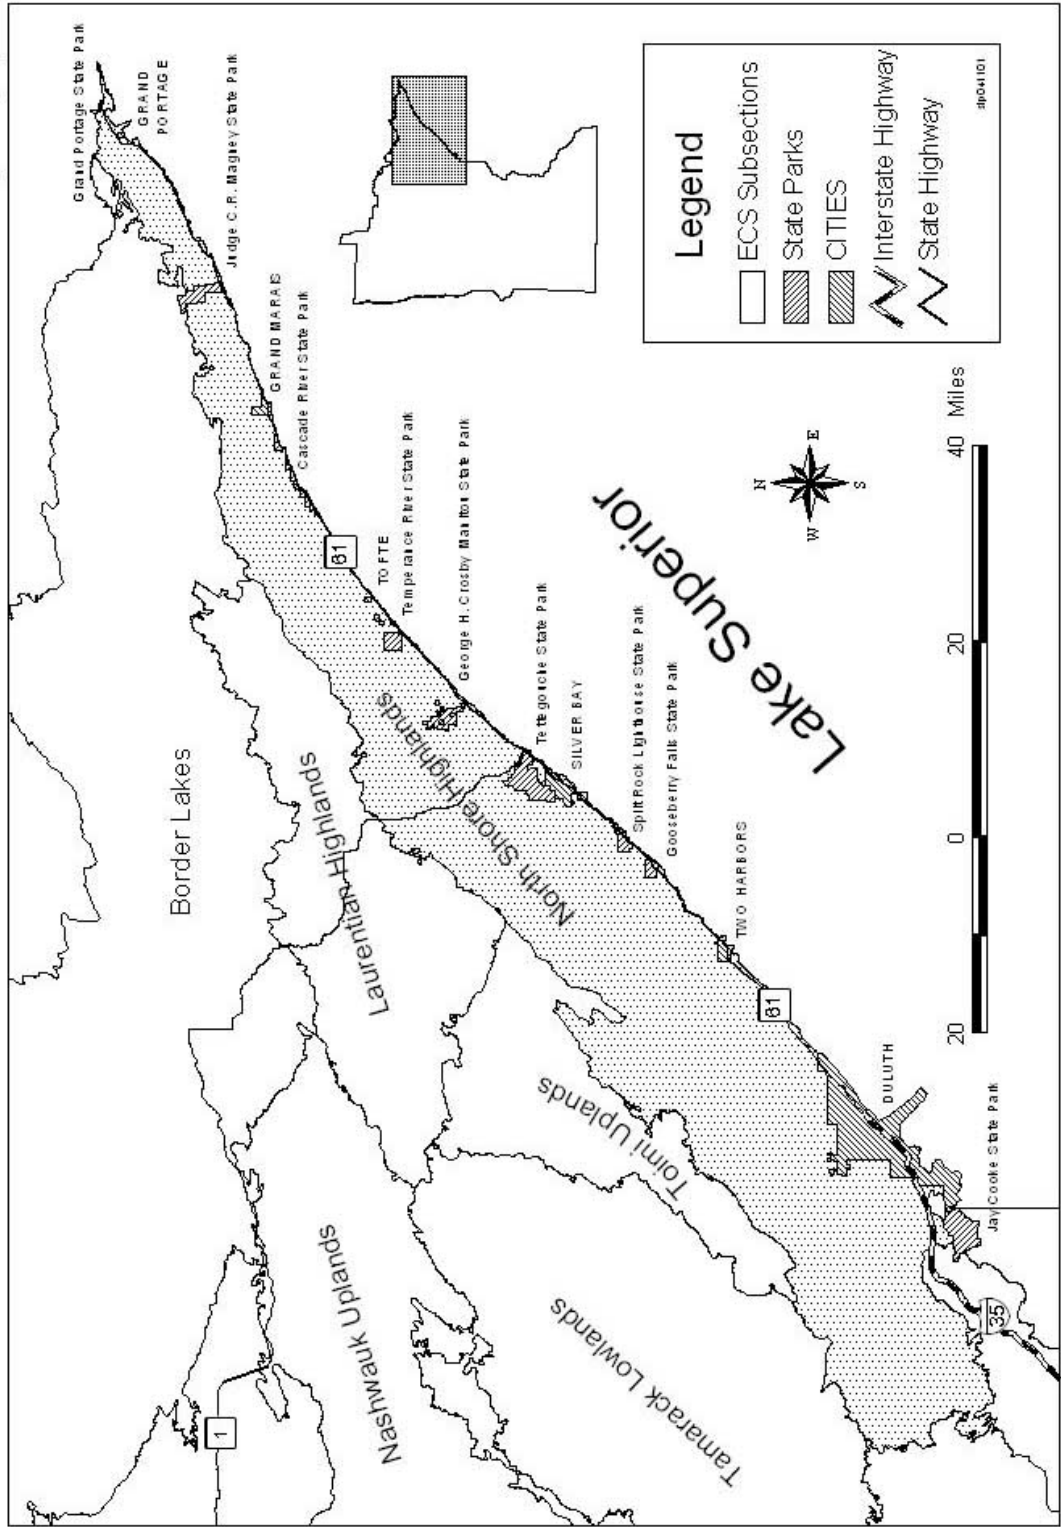 Grand Portage State Park
GRAND
PORTAGE
Judge C.R. Magney State Park
GRAND MARAIS
Cascade River State Park
61
TOFTE
Temperance River State Park
George H. Crosby Manitou State Park
Tettegouche State Park
SILVER BAY
Split Rock Lighthouse State Park
Gooseberry Falls State Park
TWO HARBORS
61
DULUTH
Jay Cooke State Park
35
1
Border Lakes
Laurentian Highlands
North Shore Highlands
Toimi Uplands
Nashwauk Uplands
Tamarack Lowlands
Lake Superior
N
W
E
S
20
0
20
40
Miles
Legend
ECS Subsections
State Parks
CITIES
Interstate Highway
State Highway